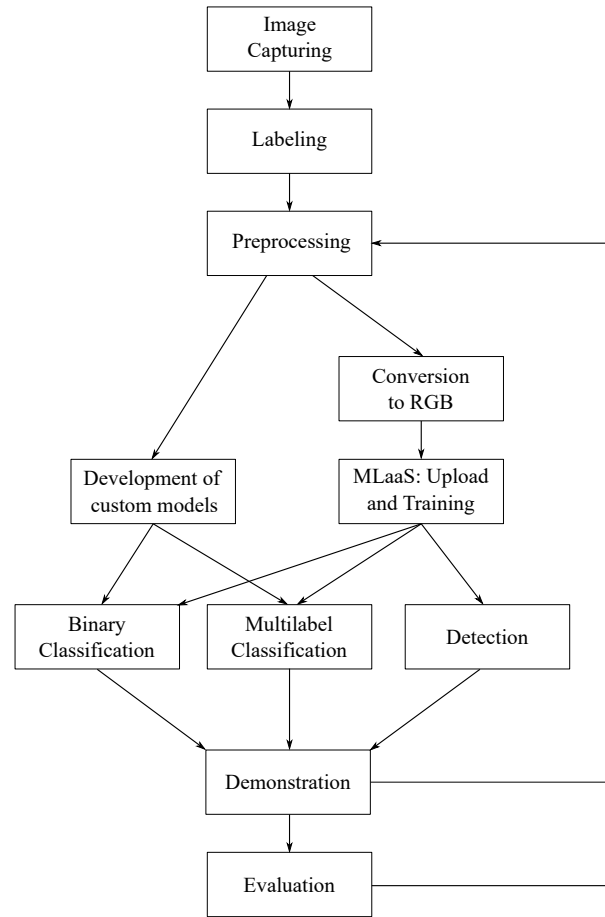 Image
Capturing
Labeling
Preprocessing
Conversion
to RGB
Development of
custom models
MLaaS: Upload
and Training
Binary
Classification
Multilabel
Classification
Detection
Demonstration
Evaluation